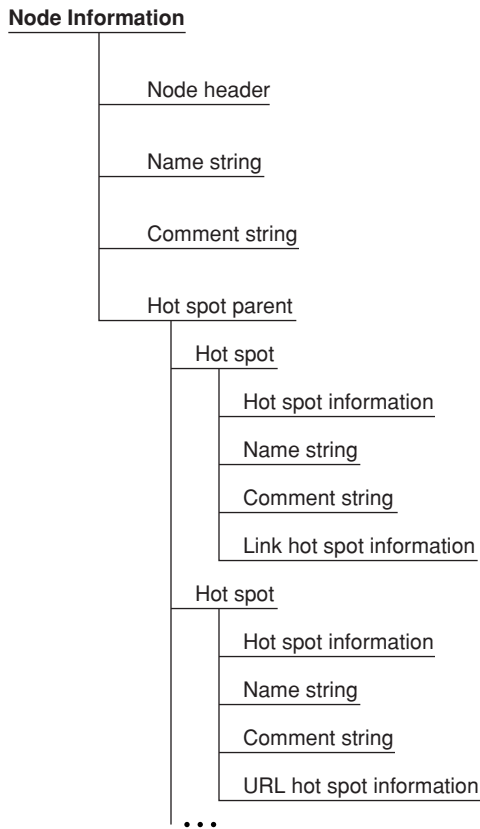 Node Information
Node header
Name string
Comment string
Hot spot parent
Hot spot
Hot spot information
Name string
Comment string
Link hot spot information
Hot spot
Hot spot information
Name string
Comment string
URL hot spot information
...